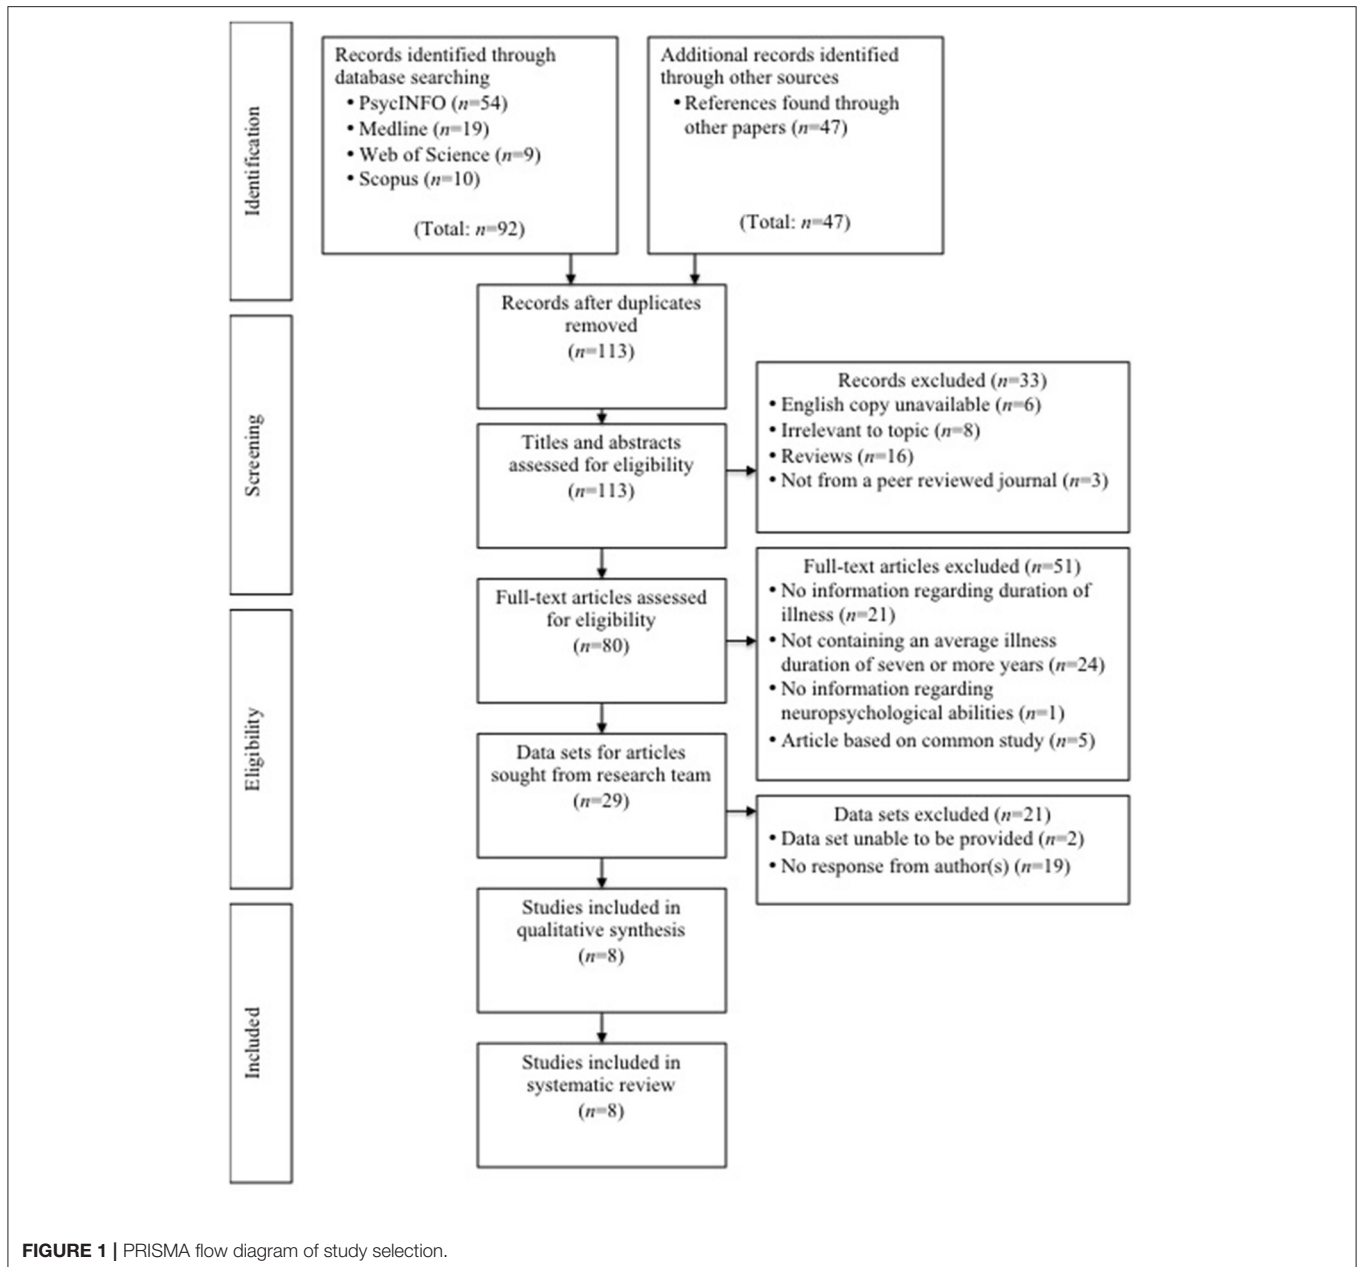 Identification
Records identified through
database searching
• PsycINFO (n=54)
• Medline (n=19)
• Web of Science (n=9)
• Scopus (n=10)
(Total: n=92)
Additional records identified
through other sources
• References found through
other papers (n=47)
(Total: n=47)
Records after duplicates
removed
(n=113)
Screening
Titles and abstracts
assessed for eligibility
(n=113)
Records excluded (n=33)
• English copy unavailable (n=6)
• Irrelevant to topic (n=8)
• Reviews (n=16)
• Not from a peer reviewed journal (n=3)
Full-text articles assessed
for eligibility
(n=80)
Full-text articles excluded (n=51)
• No information regarding duration of
illness (n=21)
• Not containing an average illness
duration of seven or more years (n=24)
• No information regarding
neuropsychological abilities (n=1)
• Article based on common study (n=5)
Eligibility
Data sets for articles
sought from research team
(n=29)
Data sets excluded (n=21)
• Data set unable to be provided (n=2)
• No response from author(s) (n=19)
Studies included in
qualitative synthesis
(n=8)
Included
Studies included in
systematic review
(n=8)
FIGURE 1 | PRISMA flow diagram of study selection.